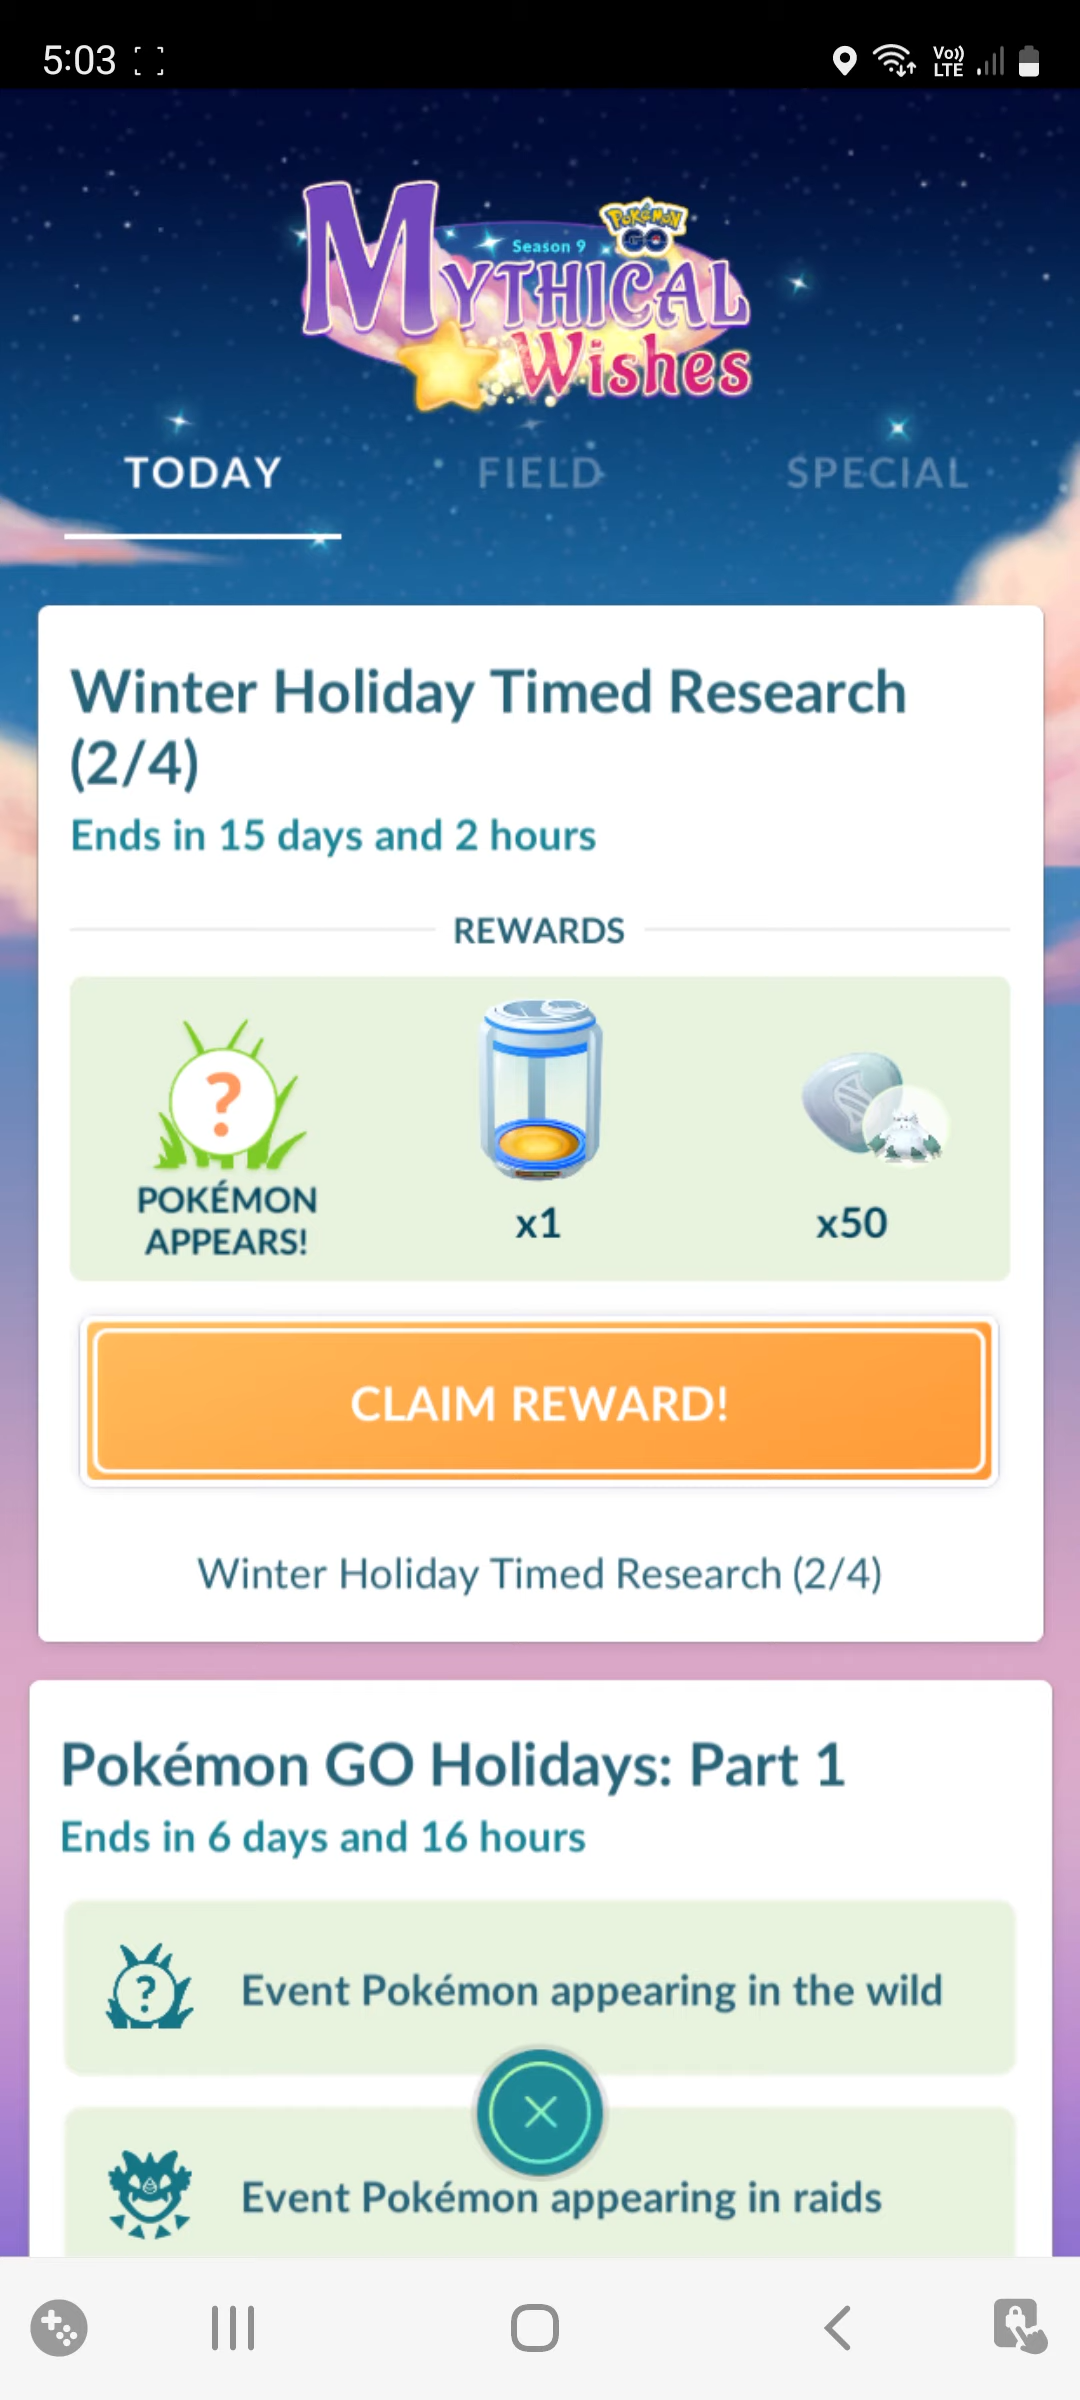 5:03
Vo))
LTE
POKÉMON
GO
Season 9
MYTHICAL
Wishes
TODAY
FIELD
SPECIAL
Winter Holiday Timed Research
(2/4)
Ends in 15 days and 2 hours
REWARDS
?
POKÉMON
APPEARS!
x1
x50
CLAIM REWARD!
Winter Holiday Timed Research (2/4)
Pokémon GO Holidays: Part 1
Ends in 6 days and 16 hours
?
Event Pokémon appearing in the wild
Event Pokémon appearing in raids